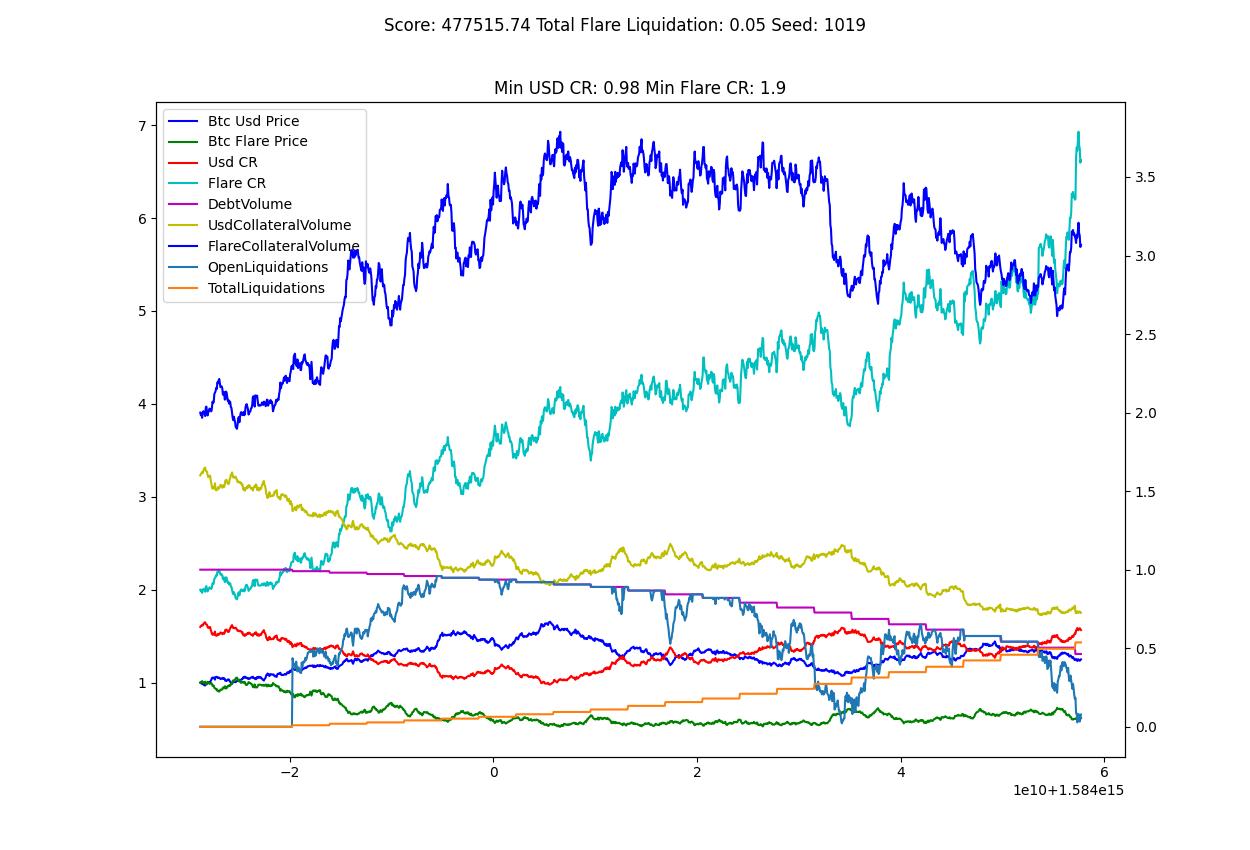 Score: 477515.74 Total Flare Liquidation: 0.05 Seed: 1019
Min USD CR: 0.98 Min Flare CR: 1.9
Btc Usd Price
Btc Flare Price
Usd CR
Flare CR
DebtVolume
UsdCollateralVolume
FlareCollateralVolume
OpenLiquidations
TotalLiquidations
7
6
5
4
3
2
1
3.5
3.0
2.5
2.0
1.5
1.0
0.5
0.0
−2 0 2 4 6
1e10+1.584e15